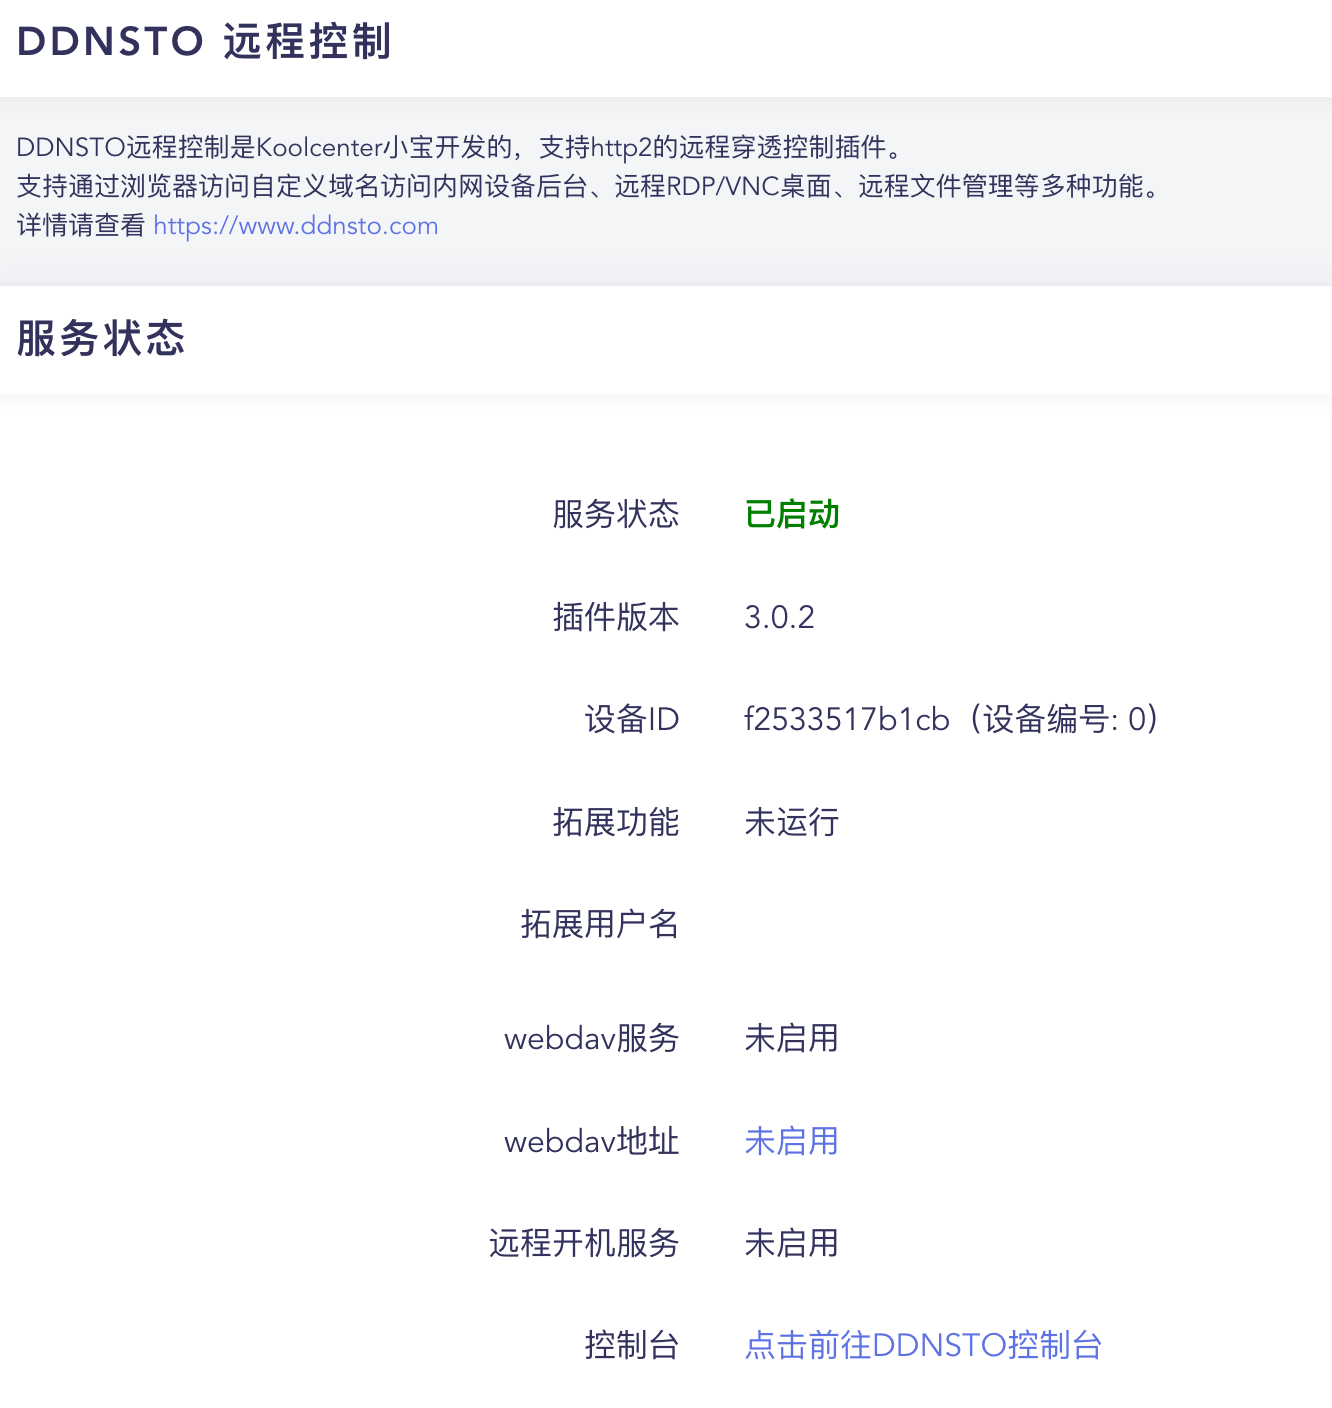 DDNSTO 远程控制
DDNSTO远程控制是Koolcenter小宝开发的，支持http2的远程穿透控制插件。
支持通过浏览器访问自定义域名访问内网设备后台、远程RDP/VNC桌面、远程文件管理等多种功能。
详情请查看 https://www.ddnsto.com
服务状态
服务状态 已启动
插件版本 3.0.2
设备ID f2533517b1cb（设备编号: 0）
拓展功能 未运行
拓展用户名
webdav服务 未启用
webdav地址 未启用
远程开机服务 未启用
控制台 点击前往DDNSTO控制台